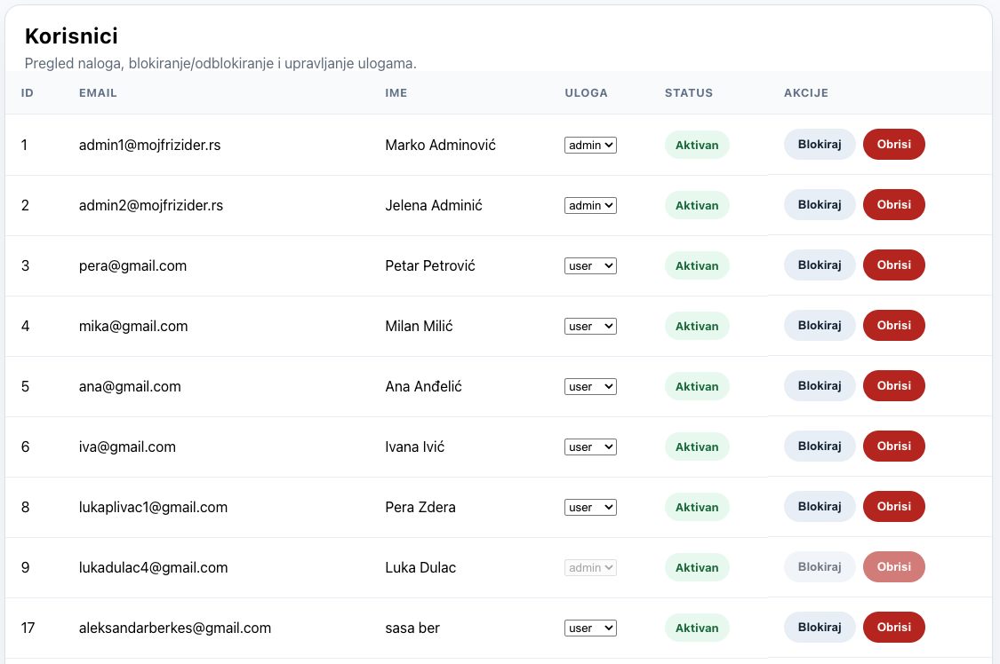 Korisnici
Pregled naloga, blokiranje/odblokiranje i upravljanje ulogama.
ID EMAIL IME ULOGA STATUS AKCIJE
1 admin1@mojfrizider.rs Marko Adminović admin Aktivan Blokiraj Obrisi
2 admin2@mojfrizider.rs Jelena Adminić admin Aktivan Blokiraj Obrisi
3 pera@gmail.com Petar Petrović user Aktivan Blokiraj Obrisi
4 mika@gmail.com Milan Milić user Aktivan Blokiraj Obrisi
5 ana@gmail.com Ana Anđelić user Aktivan Blokiraj Obrisi
6 iva@gmail.com Ivana Ivić user Aktivan Blokiraj Obrisi
8 lukaplivac1@gmail.com Pera Zdera user Aktivan Blokiraj Obrisi
9 lukadulac4@gmail.com Luka Dulac admin Aktivan Blokiraj Obrisi
17 aleksandarberkes@gmail.com sasa ber user Aktivan Blokiraj Obrisi